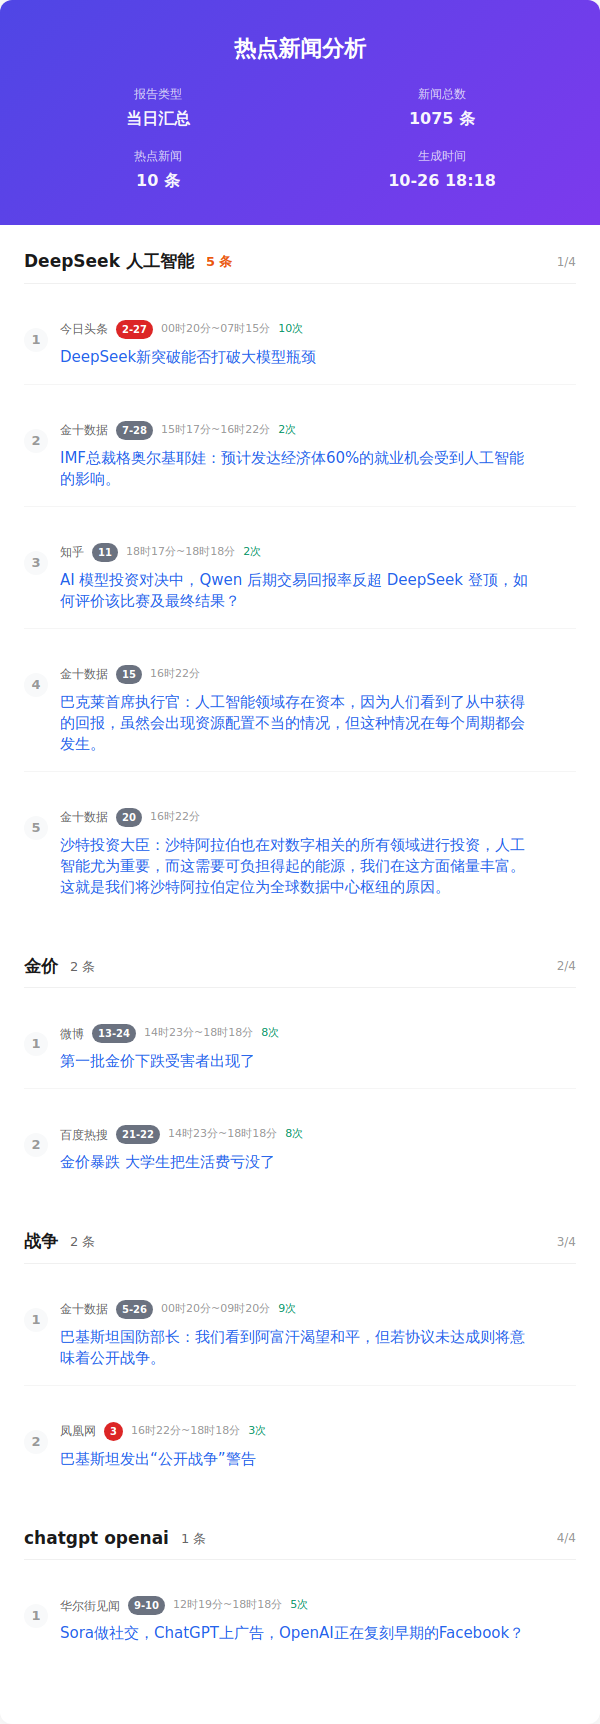 热点新闻分析
报告类型
新闻总数
当日汇总
1075 条
热点新闻
生成时间
10 条
10-26 18:18
DeepSeek 人工智能 5 条 1/4
1
今日头条 2-27 00时20分~07时15分 10次
DeepSeek新突破能否打破大模型瓶颈
2
金十数据 7-28 15时17分~16时22分 2次
IMF总裁格奥尔基耶娃：预计发达经济体60%的就业机会受到人工智能
的影响。
3
知乎 11 18时17分~18时18分 2次
AI 模型投资对决中，Qwen 后期交易回报率反超 DeepSeek 登顶，如
何评价该比赛及最终结果？
4
金十数据 15 16时22分
巴克莱首席执行官：人工智能领域存在资本，因为人们看到了从中获得
的回报，虽然会出现资源配置不当的情况，但这种情况在每个周期都会
发生。
5
金十数据 20 16时22分
沙特投资大臣：沙特阿拉伯也在对数字相关的所有领域进行投资，人工
智能尤为重要，而这需要可负担得起的能源，我们在这方面储量丰富。
这就是我们将沙特阿拉伯定位为全球数据中心枢纽的原因。
金价 2 条 2/4
1
微博 13-24 14时23分~18时18分 8次
第一批金价下跌受害者出现了
2
百度热搜 21-22 14时23分~18时18分 8次
金价暴跌 大学生把生活费亏没了
战争 2 条 3/4
1
金十数据 5-26 00时20分~09时20分 9次
巴基斯坦国防部长：我们看到阿富汗渴望和平，但若协议未达成则将意
味着公开战争。
2
凤凰网 3 16时22分~18时18分 3次
巴基斯坦发出“公开战争”警告
chatgpt openai 1 条 4/4
1
华尔街见闻 9-10 12时19分~18时18分 5次
Sora做社交，ChatGPT上广告，OpenAI正在复刻早期的Facebook？